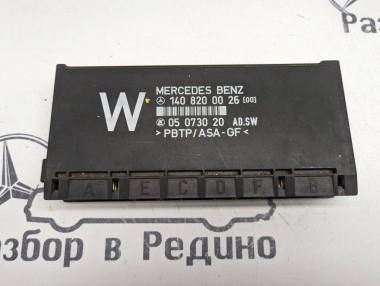 W
MERCEDES BENZ
140 820 00 26 [00]
05 0730 20 AD.SW
>PBTP/ASA-GF<
A E C D F B
Разбор в Редино